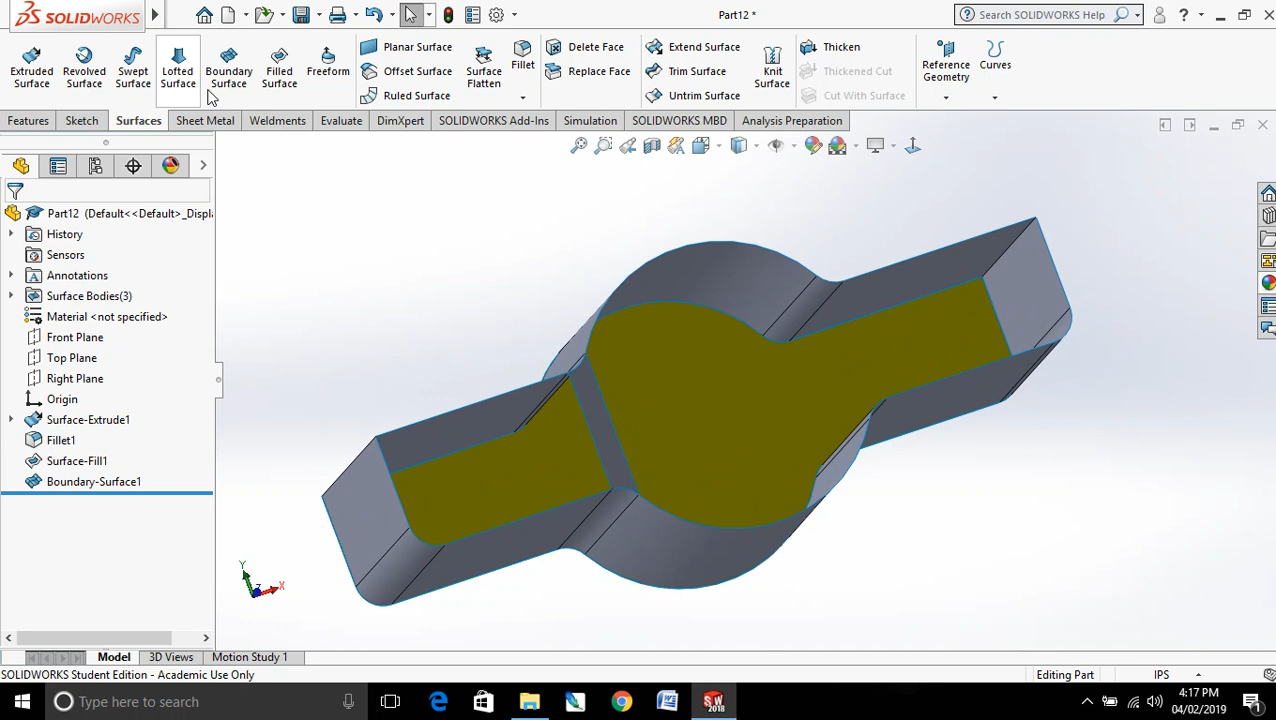 SOLIDWORKS
Part12 *
Search SOLIDWORKS Help
Extruded Surface
Revolved Surface
Swept Surface
Lofted Surface
Boundary Surface
Filled Surface
Freeform
Planar Surface
Offset Surface
Ruled Surface
Surface Flatten
Fillet
Delete Face
Replace Face
Extend Surface
Trim Surface
Untrim Surface
Knit Surface
Thicken
Thickened Cut
Cut With Surface
Reference Geometry
Curves
Features
Sketch
Surfaces
Sheet Metal
Weldments
Evaluate
DimXpert
SOLIDWORKS Add-Ins
Simulation
SOLIDWORKS MBD
Analysis Preparation
Part12 (Default<<Default>_Displa
History
Sensors
Annotations
Surface Bodies(3)
Material <not specified>
Front Plane
Top Plane
Right Plane
Origin
Surface-Extrude1
Fillet1
Surface-Fill1
Boundary-Surface1
Y
X
Z
Model
3D Views
Motion Study 1
SOLIDWORKS Student Edition - Academic Use Only
Editing Part
IPS
Type here to search
4:17 PM
04/02/2019